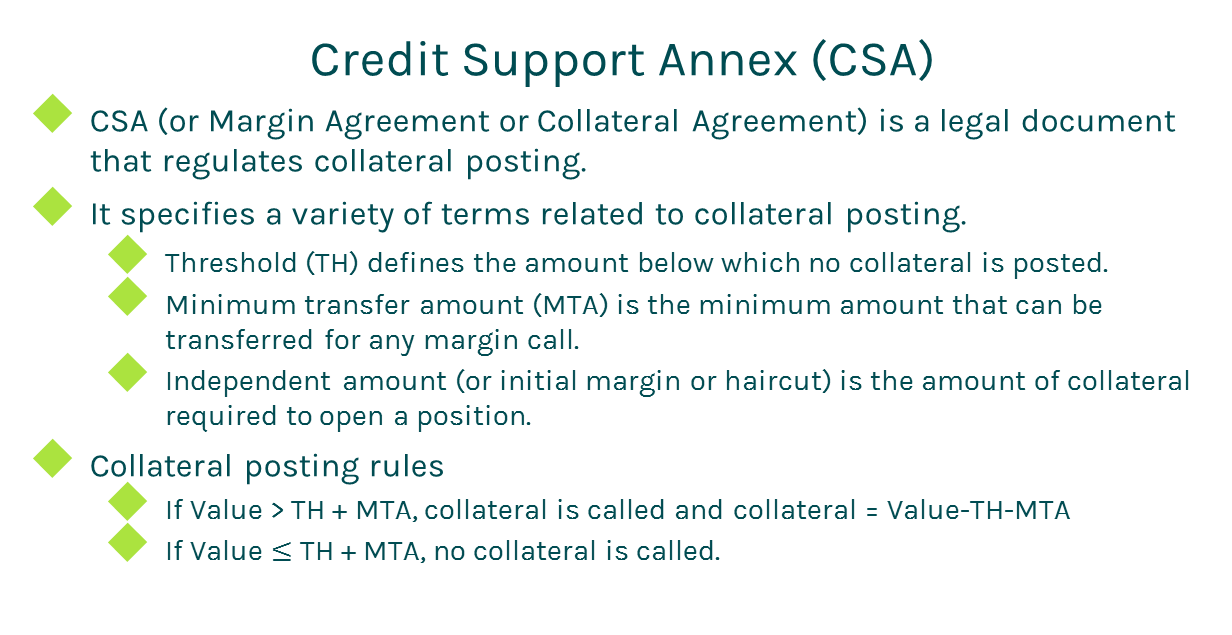 Credit Support Annex (CSA)
CSA (or Margin Agreement or Collateral Agreement) is a legal document
that regulates collateral posting.
It specifies a variety of terms related to collateral posting.
Threshold (TH) defines the amount below which no collateral is posted.
Minimum transfer amount (MTA) is the minimum amount that can be
transferred for any margin call.
Independent amount (or initial margin or haircut) is the amount of collateral
required to open a position.
Collateral posting rules
If Value > TH + MTA, collateral is called and collateral = Value-TH-MTA
If Value ≤ TH + MTA, no collateral is called.